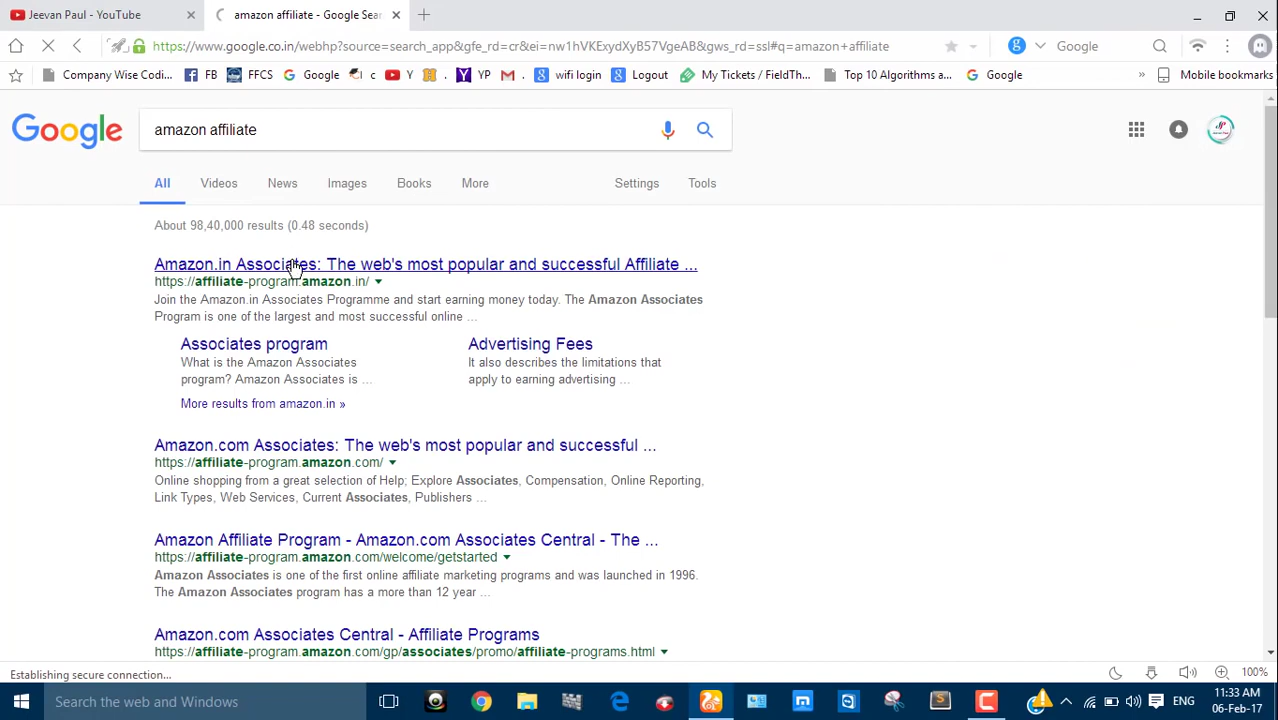 Jeevan Paul - YouTube
amazon affiliate - Google Sear
https://www.google.co.in/webhp?source=search_app&gfe_rd=cr&ei=nw1hVKExydXyB57VgeAB&gws_rd=ssl#q=amazon+affiliate
Google
Company Wise Codi... FB FFCS Google c YT H YP wifi login Logout My Tickets / FieldTh... Top 10 Algorithms a... Google » Mobile bookmarks
Google
amazon affiliate
All Videos News Images Books More Settings Tools
About 98,40,000 results (0.48 seconds)
Amazon.in Associates: The web's most popular and successful Affiliate ...
https://affiliate-program.amazon.in/
Join the Amazon.in Associates Programme and start earning money today. The Amazon Associates
Program is one of the largest and most successful online ...
Associates program
What is the Amazon Associates
program? Amazon Associates is ...
Advertising Fees
It also describes the limitations that
apply to earning advertising ...
More results from amazon.in »
Amazon.com Associates: The web's most popular and successful ...
https://affiliate-program.amazon.com/
Online shopping from a great selection of Help; Explore Associates, Compensation, Online Reporting,
Link Types, Web Services, Current Associates, Publishers ...
Amazon Affiliate Program - Amazon.com Associates Central - The ...
https://affiliate-program.amazon.com/welcome/getstarted
Amazon Associates is one of the first online affiliate marketing programs and was launched in 1996.
The Amazon Associates program has a more than 12 year ...
Amazon.com Associates Central - Affiliate Programs
https://affiliate-program.amazon.com/gp/associates/promo/affiliate-programs.html
Establishing secure connection...
100%
Search the web and Windows
ENG
11:33 AM
06-Feb-17